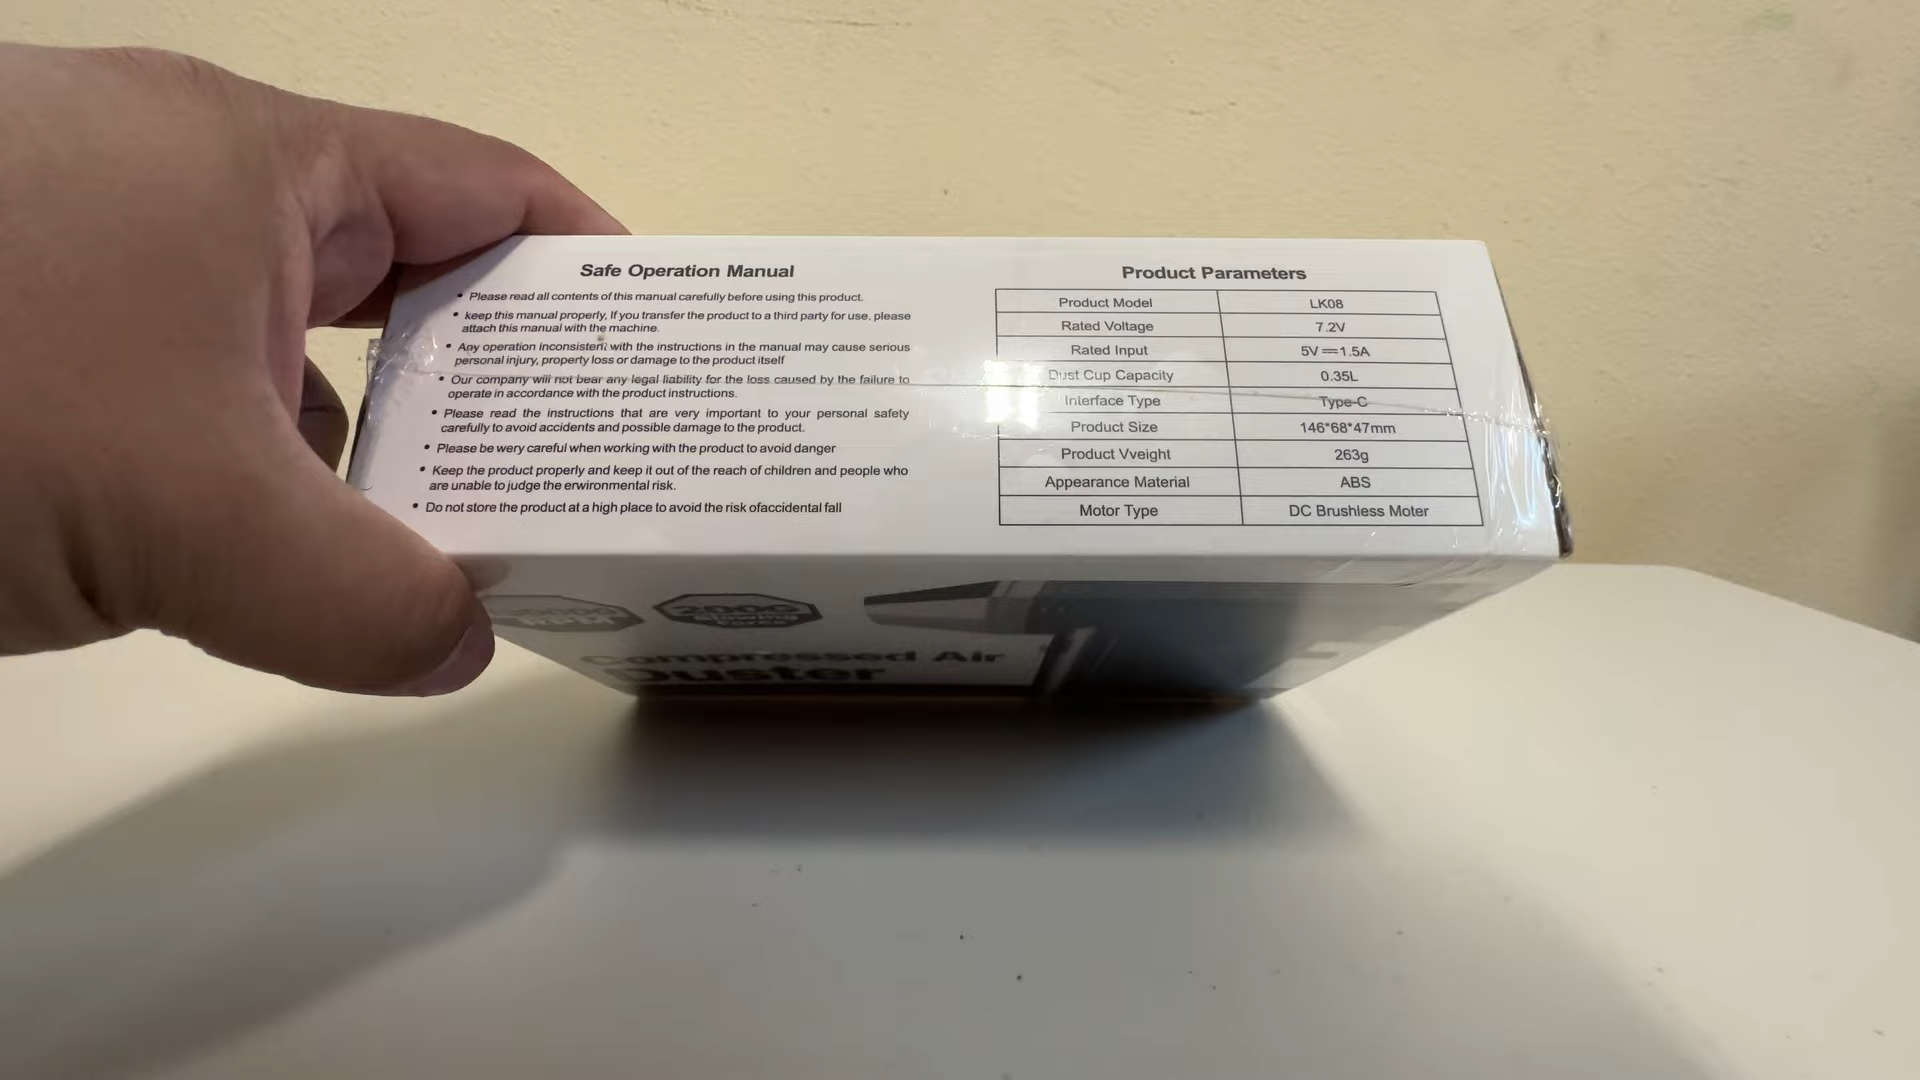 Safe Operation Manual
• Please read all contents of this manual carefully before using this product.
• keep this manual properly, If you transfer the product to a third party for use, please
attach this manual with the machine.
• Any operation inconsistent with the instructions in the manual may cause serious
personal injury, property loss or damage to the product itself
• Our company will not bear any legal liability for the loss caused by the failure to
operate in accordance with the product instructions.
• Please read the instructions that are very important to your personal safety
carefully to avoid accidents and possible damage to the product.
• Please be wery careful when working with the product to avoid danger
• Keep the product properly and keep it out of the reach of children and people who
are unable to judge the erwironmental risk.
• Do not store the product at a high place to avoid the risk ofaccidental fall
Product Parameters
Product Model LK08
Rated Voltage 7.2V
Rated Input 5V⎓1.5A
Dust Cup Capacity 0.35L
Interface Type Type-C
Product Size 146*68*47mm
Product Vveight 263g
Appearance Material ABS
Motor Type DC Brushless Moter
200G
Blowing
Force
Compressed Air
Duster